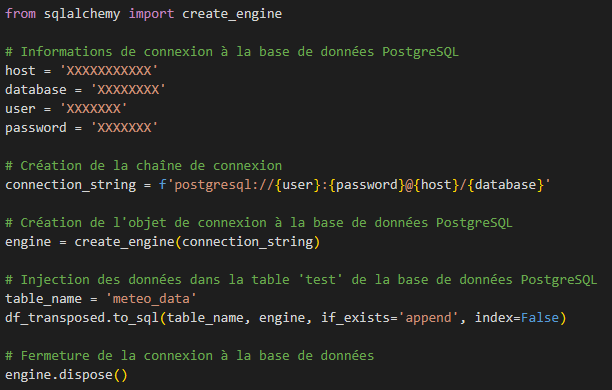 from sqlalchemy import create_engine
# Informations de connexion à la base de données PostgreSQL
host = 'XXXXXXXXXXX'
database = 'XXXXXXXX'
user = 'XXXXXXX'
password = 'XXXXXXX'
# Création de la chaîne de connexion
connection_string = f'postgresql://{user}:{password}@{host}/{database}'
# Création de l'objet de connexion à la base de données PostgreSQL
engine = create_engine(connection_string)
# Injection des données dans la table 'test' de la base de données PostgreSQL
table_name = 'meteo_data'
df_transposed.to_sql(table_name, engine, if_exists='append', index=False)
# Fermeture de la connexion à la base de données
engine.dispose()